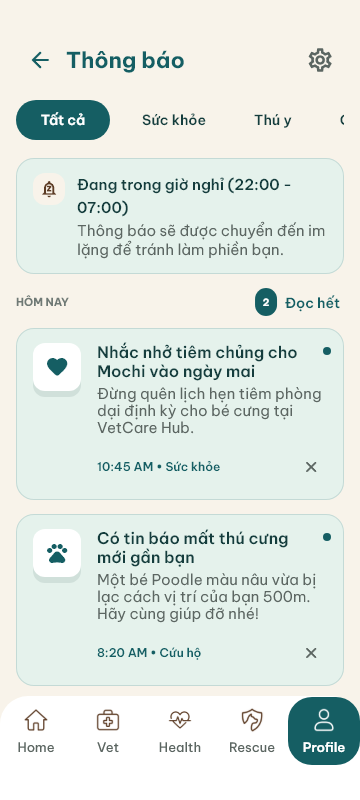 Thông báo
Tất cả
Sức khỏe
Thú y
Đang trong giờ nghỉ (22:00 -
07:00)
Thông báo sẽ được chuyển đến im
lặng để tránh làm phiền bạn.
HÔM NAY
2
Đọc hết
Nhắc nhở tiêm chủng cho
Mochi vào ngày mai
Đừng quên lịch hẹn tiêm phòng
dại định kỳ cho bé cưng tại
VetCare Hub.
10:45 AM • Sức khỏe
Có tin báo mất thú cưng
mới gần bạn
Một bé Poodle màu nâu vừa bị
lạc cách vị trí của bạn 500m.
Hãy cùng giúp đỡ nhé!
8:20 AM • Cứu hộ
Home
Vet
Health
Rescue
Profile